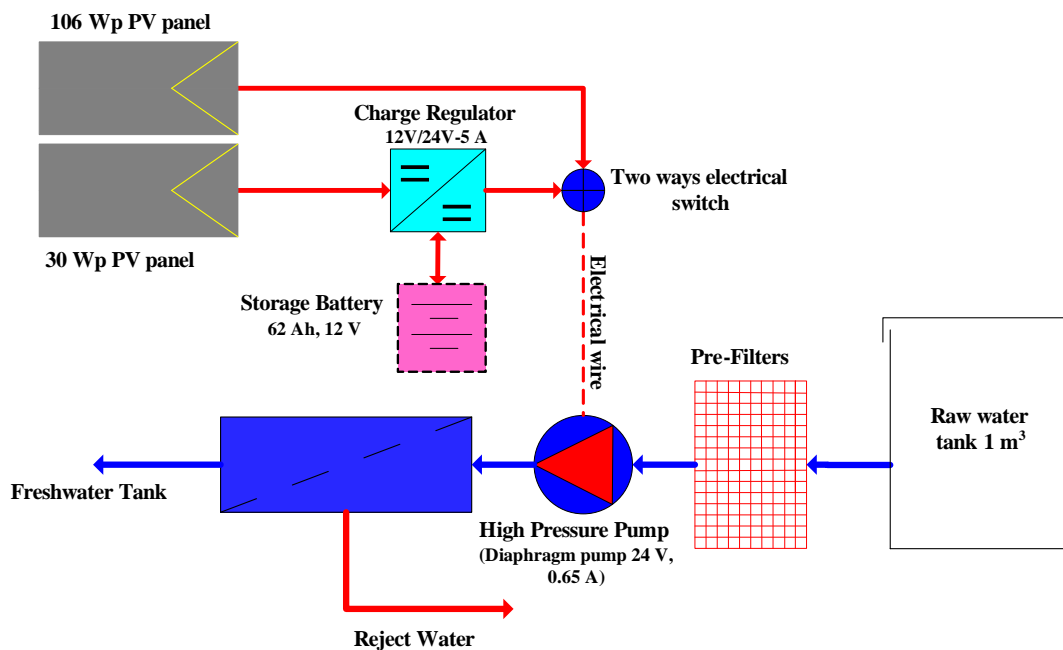 106 Wp PV panel
Charge Regulator
12V/24V-5 A
Two ways electrical
switch
30 Wp PV panel
Storage Battery
62 Ah, 12 V
Electrical wire
Pre-Filters
Raw water
tank 1 m³
Freshwater Tank
High Pressure Pump
(Diaphragm pump 24 V,
0.65 A)
Reject Water